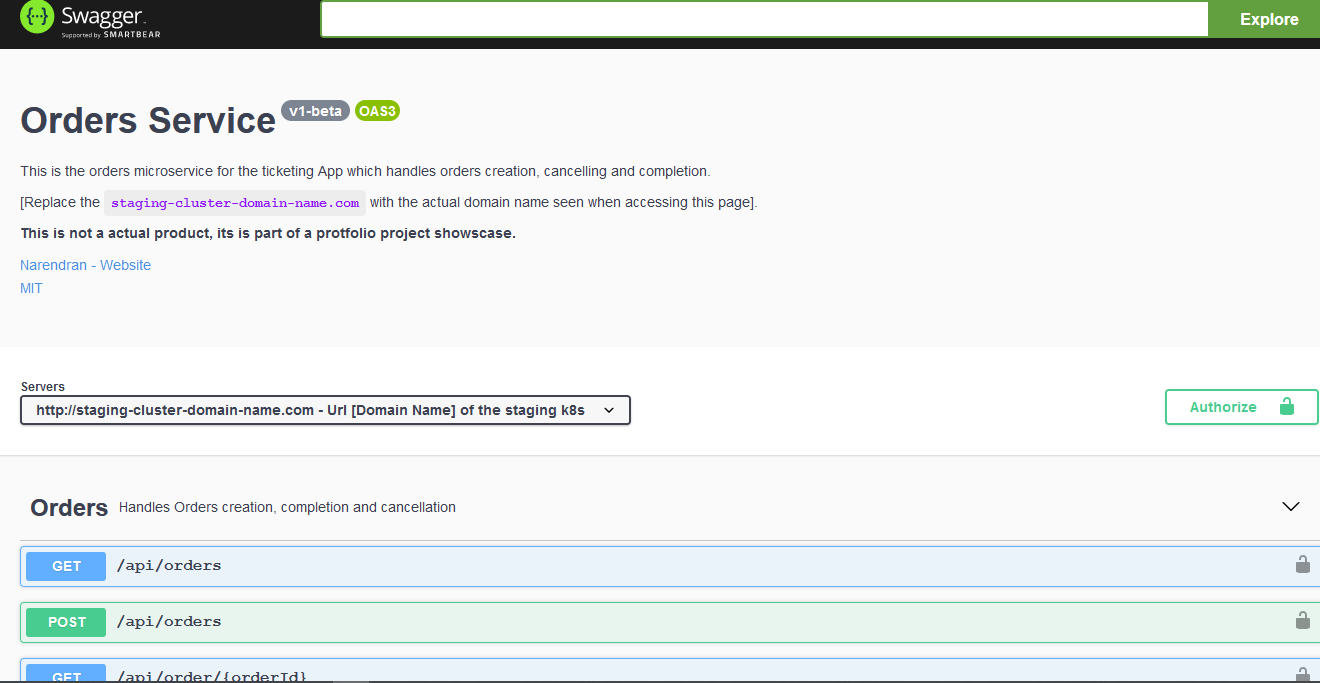 Swagger.
Supported by SMARTBEAR
Explore
Orders Service v1-beta OAS3
This is the orders microservice for the ticketing App which handles orders creation, cancelling and completion.
[Replace the staging-cluster-domain-name.com with the actual domain name seen when accessing this page].
This is not a actual product, its is part of a protfolio project showscase.
Narendran - Website
MIT
Servers
http://staging-cluster-domain-name.com - Url [Domain Name] of the staging k8s
Authorize
Orders Handles Orders creation, completion and cancellation
GET /api/orders
POST /api/orders
GET /api/order/{orderId}